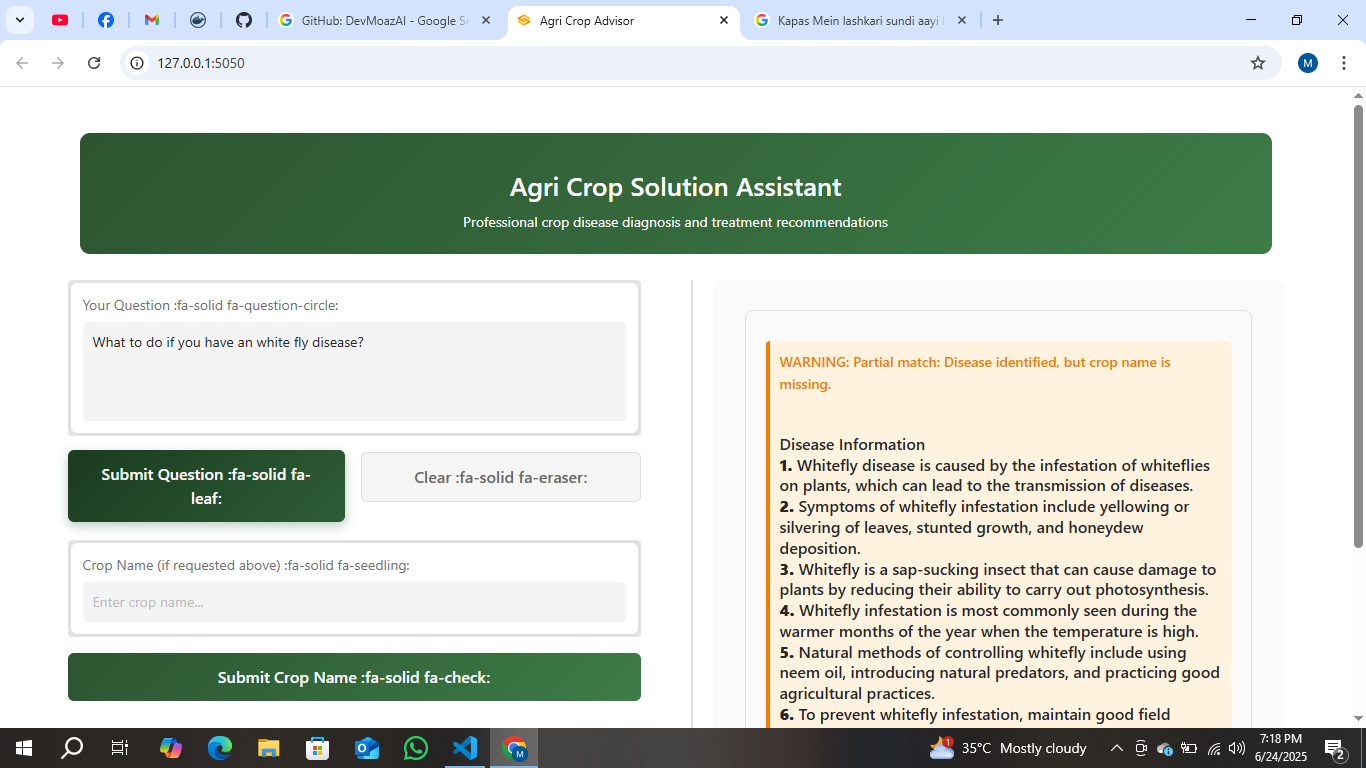 GitHub: DevMoazAI - Google Se
Agri Crop Advisor
Kapas Mein lashkari sundi aayi
127.0.0.1:5050
M
Agri Crop Solution Assistant
Professional crop disease diagnosis and treatment recommendations
Your Question :fa-solid fa-question-circle:
What to do if you have an white fly disease?
Submit Question :fa-solid fa-
leaf:
Clear :fa-solid fa-eraser:
Crop Name (if requested above) :fa-solid fa-seedling:
Enter crop name...
Submit Crop Name :fa-solid fa-check:
WARNING: Partial match: Disease identified, but crop name is
missing.
Disease Information
1. Whitefly disease is caused by the infestation of whiteflies
on plants, which can lead to the transmission of diseases.
2. Symptoms of whitefly infestation include yellowing or
silvering of leaves, stunted growth, and honeydew
deposition.
3. Whitefly is a sap-sucking insect that can cause damage to
plants by reducing their ability to carry out photosynthesis.
4. Whitefly infestation is most commonly seen during the
warmer months of the year when the temperature is high.
5. Natural methods of controlling whitefly include using
neem oil, introducing natural predators, and practicing good
agricultural practices.
6. To prevent whitefly infestation, maintain good field
1
35°C Mostly cloudy
7:18 PM
6/24/2025
2
M